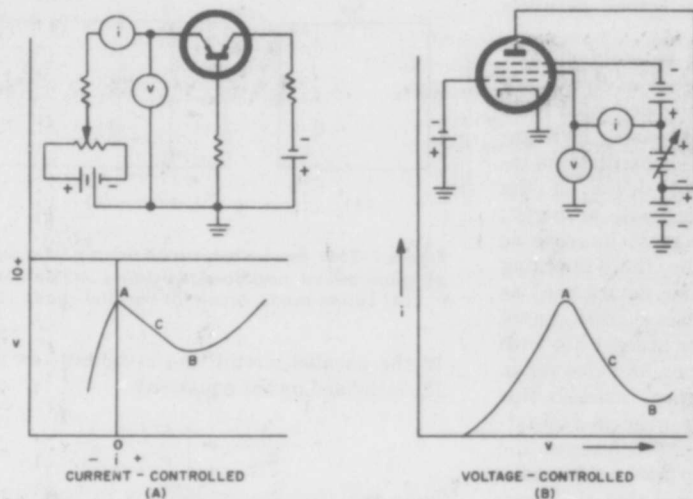 i
v
−
+
+ −
10+
v
A
C
B
O
− i +
CURRENT - CONTROLLED
(A)
−
+
i
v
+
+
−
+
i
A
C
B
v
VOLTAGE-CONTROLLED
(B)